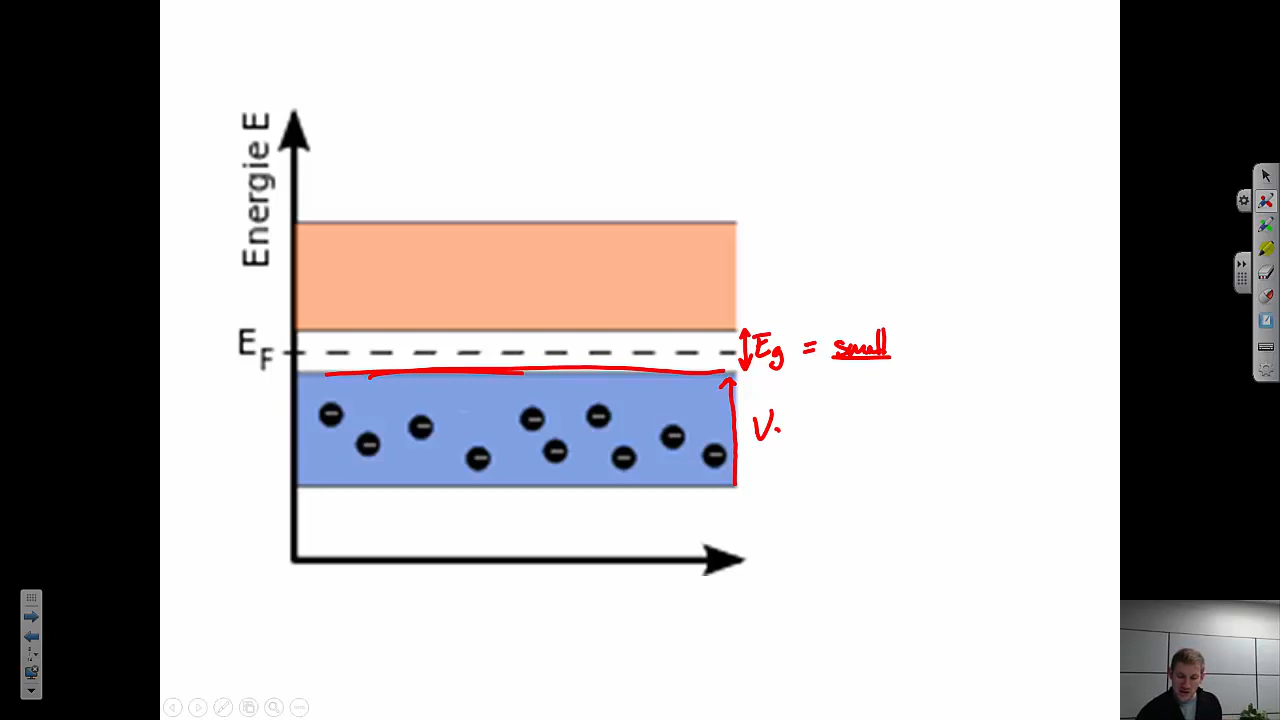 Energie E
E_F
E_g = small
V.